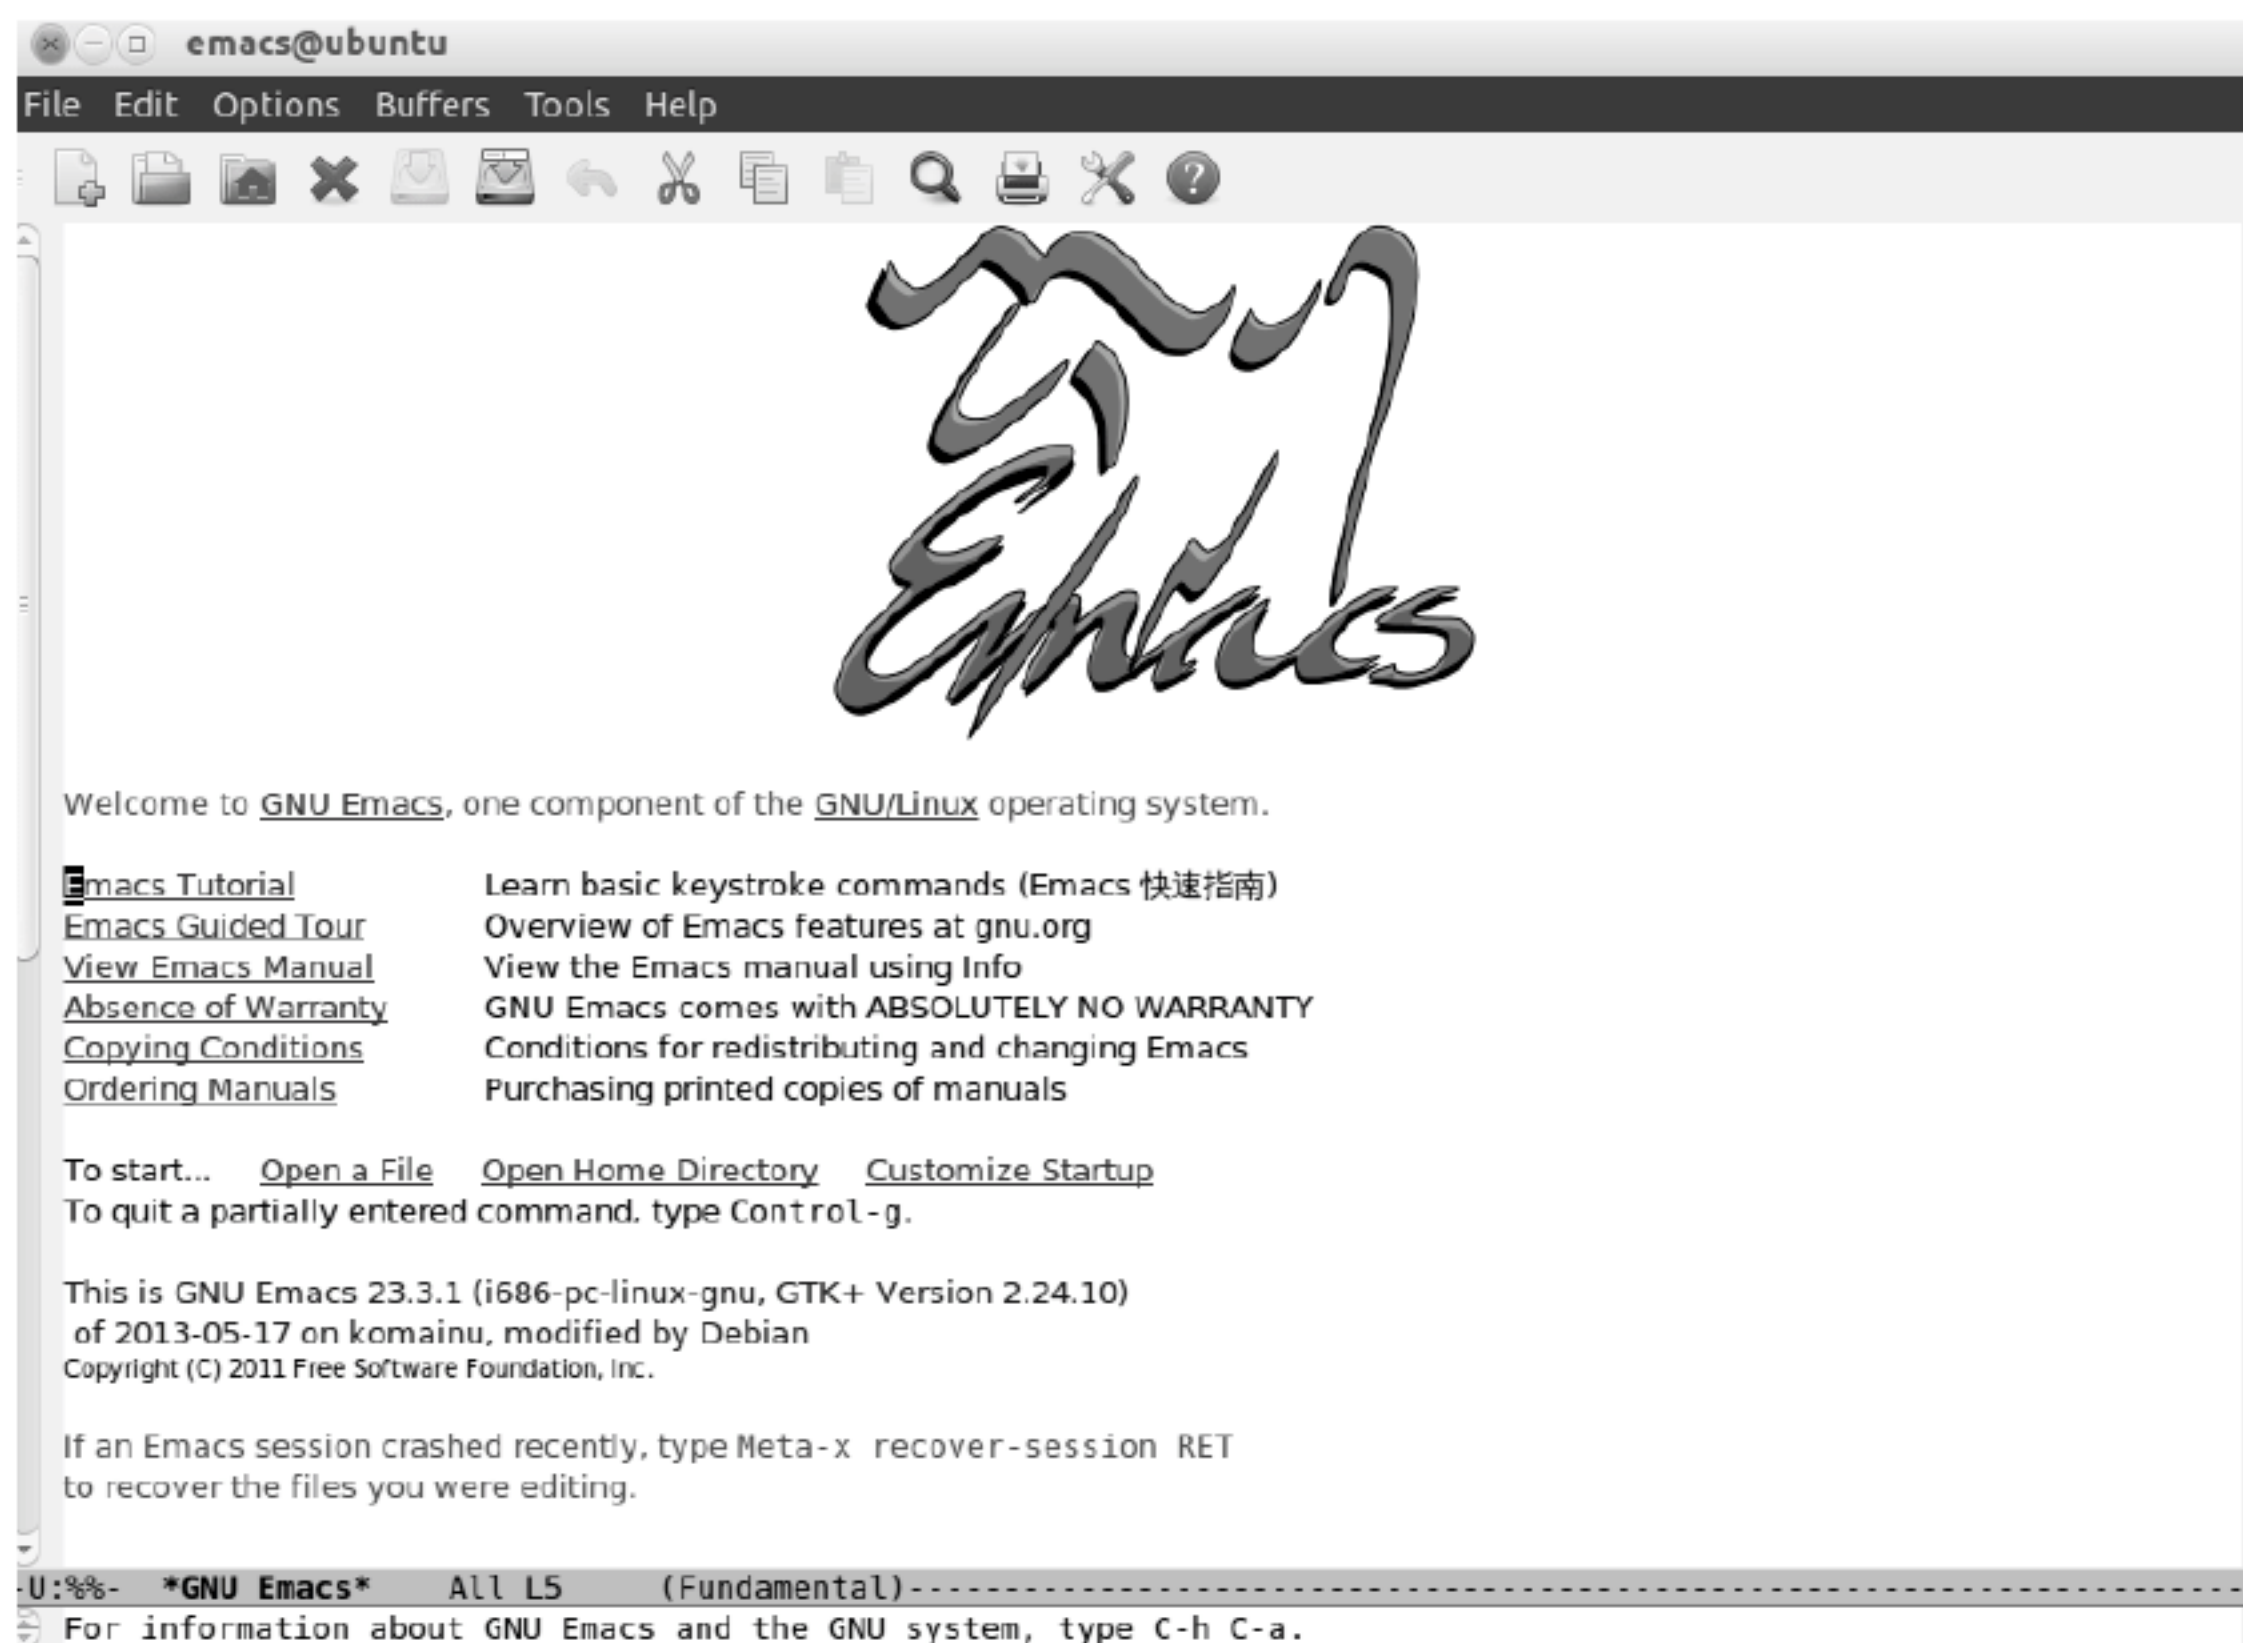 emacs@ubuntu
File Edit Options Buffers Tools Help
Emacs
Welcome to GNU Emacs, one component of the GNU/Linux operating system.
Emacs Tutorial Learn basic keystroke commands (Emacs 快速指南)
Emacs Guided Tour Overview of Emacs features at gnu.org
View Emacs Manual View the Emacs manual using Info
Absence of Warranty GNU Emacs comes with ABSOLUTELY NO WARRANTY
Copying Conditions Conditions for redistributing and changing Emacs
Ordering Manuals Purchasing printed copies of manuals
To start... Open a File Open Home Directory Customize Startup
To quit a partially entered command, type Control-g.
This is GNU Emacs 23.3.1 (i686-pc-linux-gnu, GTK+ Version 2.24.10)
of 2013-05-17 on komainu, modified by Debian
Copyright (C) 2011 Free Software Foundation, Inc.
If an Emacs session crashed recently, type Meta-x recover-session RET
to recover the files you were editing.
-U:%%- *GNU Emacs* All L5 (Fundamental)----------------------------------------------------------------------
For information about GNU Emacs and the GNU system, type C-h C-a.